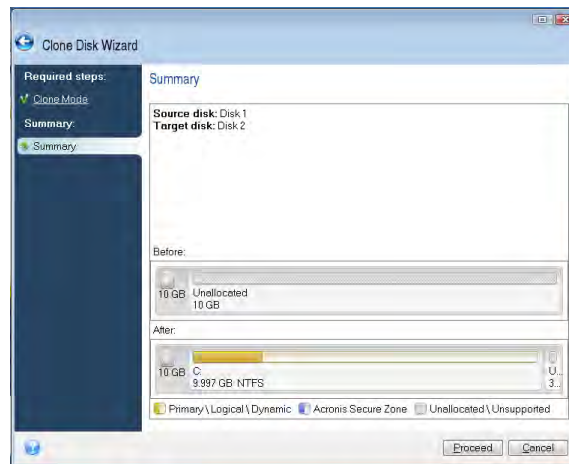 Clone Disk Wizard
Required steps:
Clone Mode
Summary:
Summary
Summary
Source disk: Disk 1
Target disk: Disk 2
Before:
10 GB
Unallocated
10 GB
After:
10 GB
C:
9.997 GB NTFS
U...
3...
Primary \ Logical \ Dynamic
Acronis Secure Zone
Unallocated \ Unsupported
Proceed
Cancel